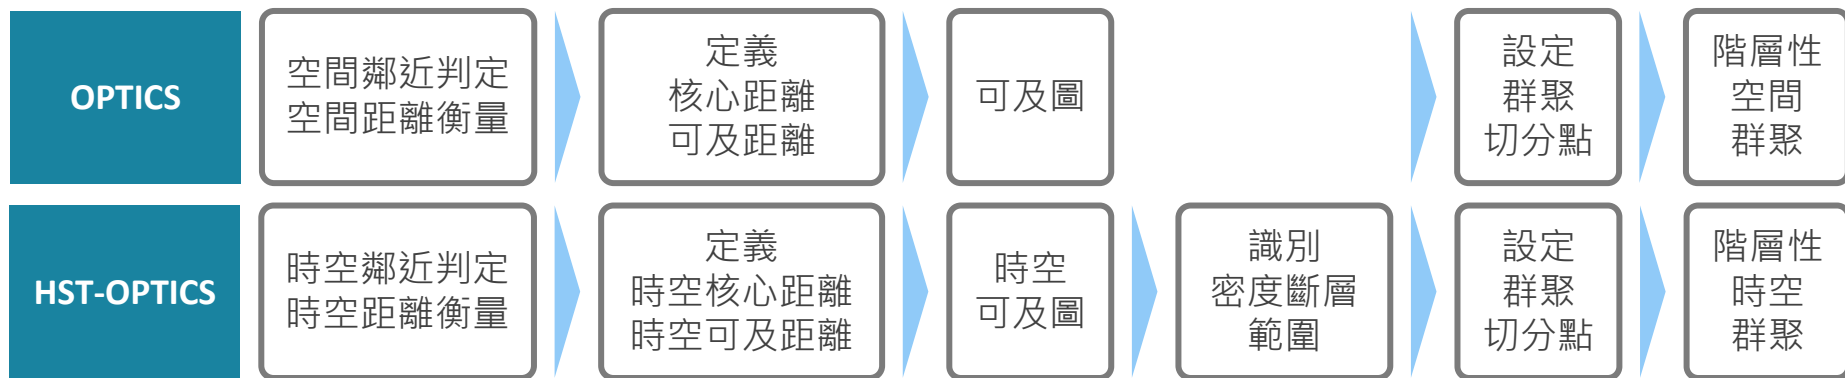 OPTICS
空間鄰近判定
空間距離衡量
定義
核心距離
可及距離
可及圖
設定
群聚
切分點
階層性
空間
群聚
HST-OPTICS
時空鄰近判定
時空距離衡量
定義
時空核心距離
時空可及距離
時空
可及圖
識別
密度斷層
範圍
設定
群聚
切分點
階層性
時空
群聚